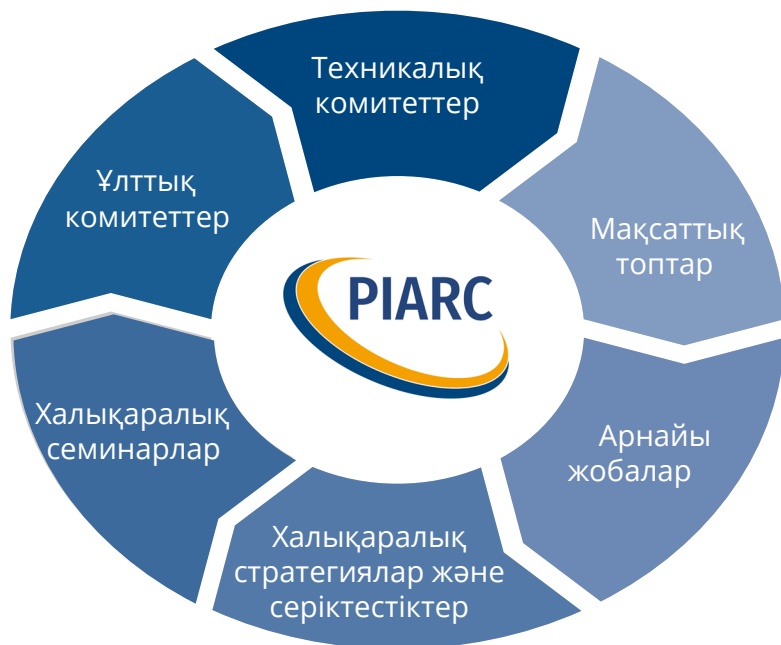 Техникалық
комитеттер
Мақсаттық
топтар
Арнайы
жобалар
Халықаралық
стратегиялар және
серіктестіктер
Халықаралық
семинарлар
Ұлттық
комитеттер
PIARC